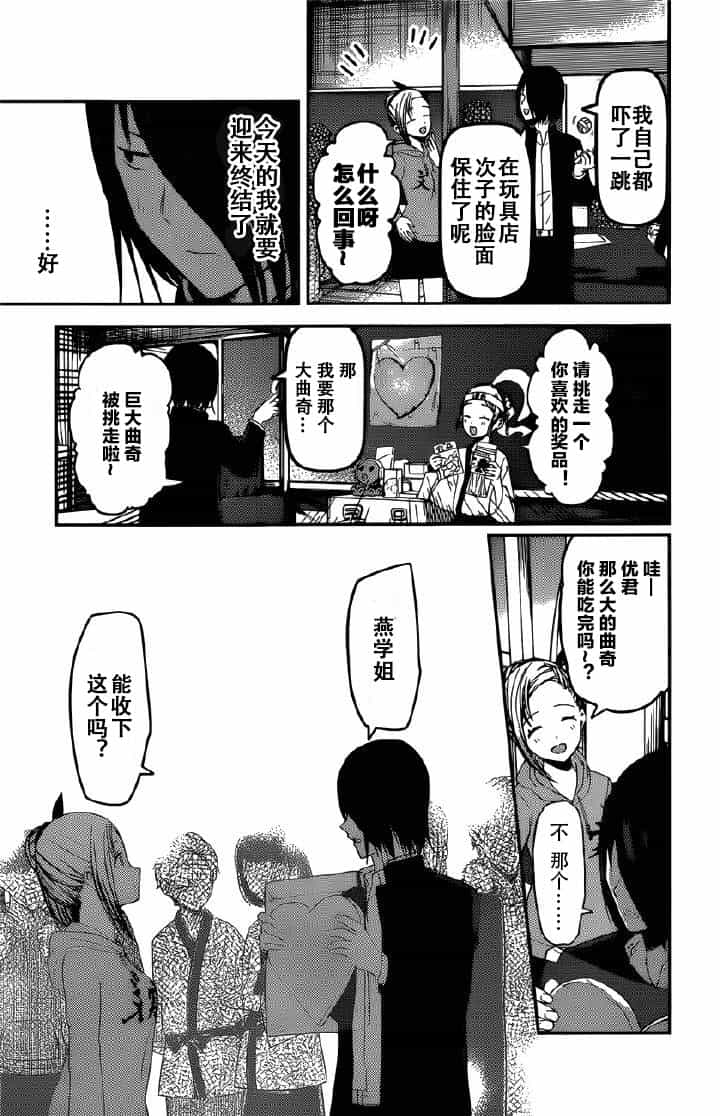 我自己都
吓了一跳
在玩具店
次子的脸面
保住了呢
什么呀
怎么回事~
今天的我就要
迎来终结了
……好
请挑走一个
你喜欢的奖品！
那
我要那个
大曲奇…
巨大曲奇
被挑走啦~
哇—
优君
那么大的曲奇
你能吃完吗~？
不
那个……
燕学姐
能收下
这个吗？